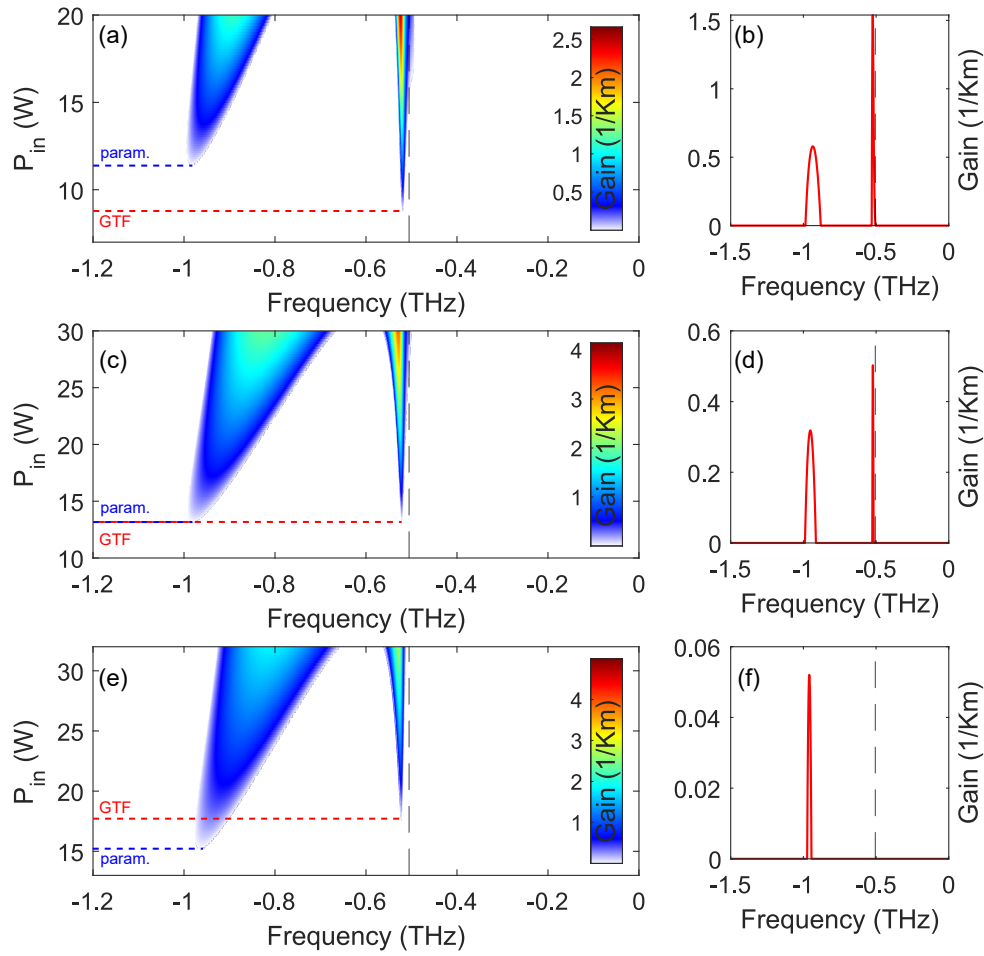 (a)
20
15
10
P_in (W)
param.
GTF
2.5
2
1.5
1
0.5
Gain (1/Km)
-1.2 -1 -0.8 -0.6 -0.4 -0.2 0
Frequency (THz)
(b)
1.5
1
0.5
0
Gain (1/Km)
-1.5 -1 -0.5 0
Frequency (THz)
(c)
30
25
20
15
10
P_in (W)
param.
GTF
4
3
2
1
Gain (1/Km)
-1.2 -1 -0.8 -0.6 -0.4 -0.2 0
Frequency (THz)
(d)
0.6
0.4
0.2
0
Gain (1/Km)
-1.5 -1 -0.5 0
Frequency (THz)
(e)
30
25
20
15
P_in (W)
GTF
param.
4
3
2
1
Gain (1/Km)
-1.2 -1 -0.8 -0.6 -0.4 -0.2 0
Frequency (THz)
(f)
0.06
0.04
0.02
0
Gain (1/Km)
-1.5 -1 -0.5 0
Frequency (THz)